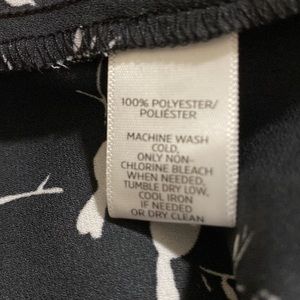 100% POLYESTER/
POLIÉSTER
MACHINE WASH
COLD,
ONLY NON-
CHLORINE BLEACH
WHEN NEEDED,
TUMBLE DRY LOW,
COOL IRON
IF NEEDED
OR DRY CLEAN